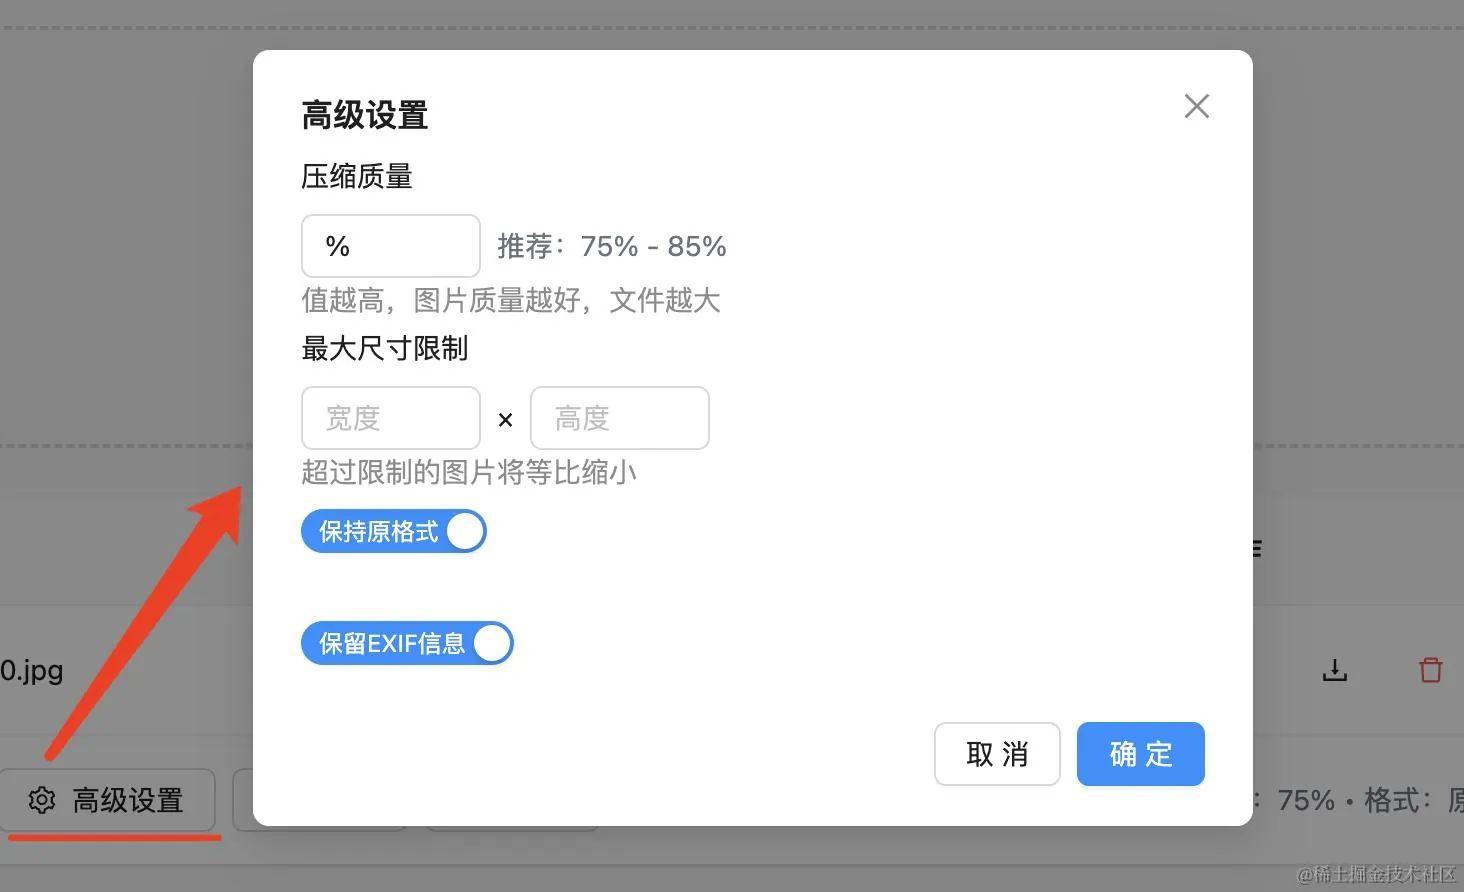 高级设置
压缩质量
%
推荐：75% - 85%
值越高，图片质量越好，文件越大
最大尺寸限制
宽度 × 高度
超过限制的图片将等比缩小
保持原格式
保留EXIF信息
0.jpg
取 消
确 定
高级设置
：75% • 格式：原
@稀土掘金技术社区